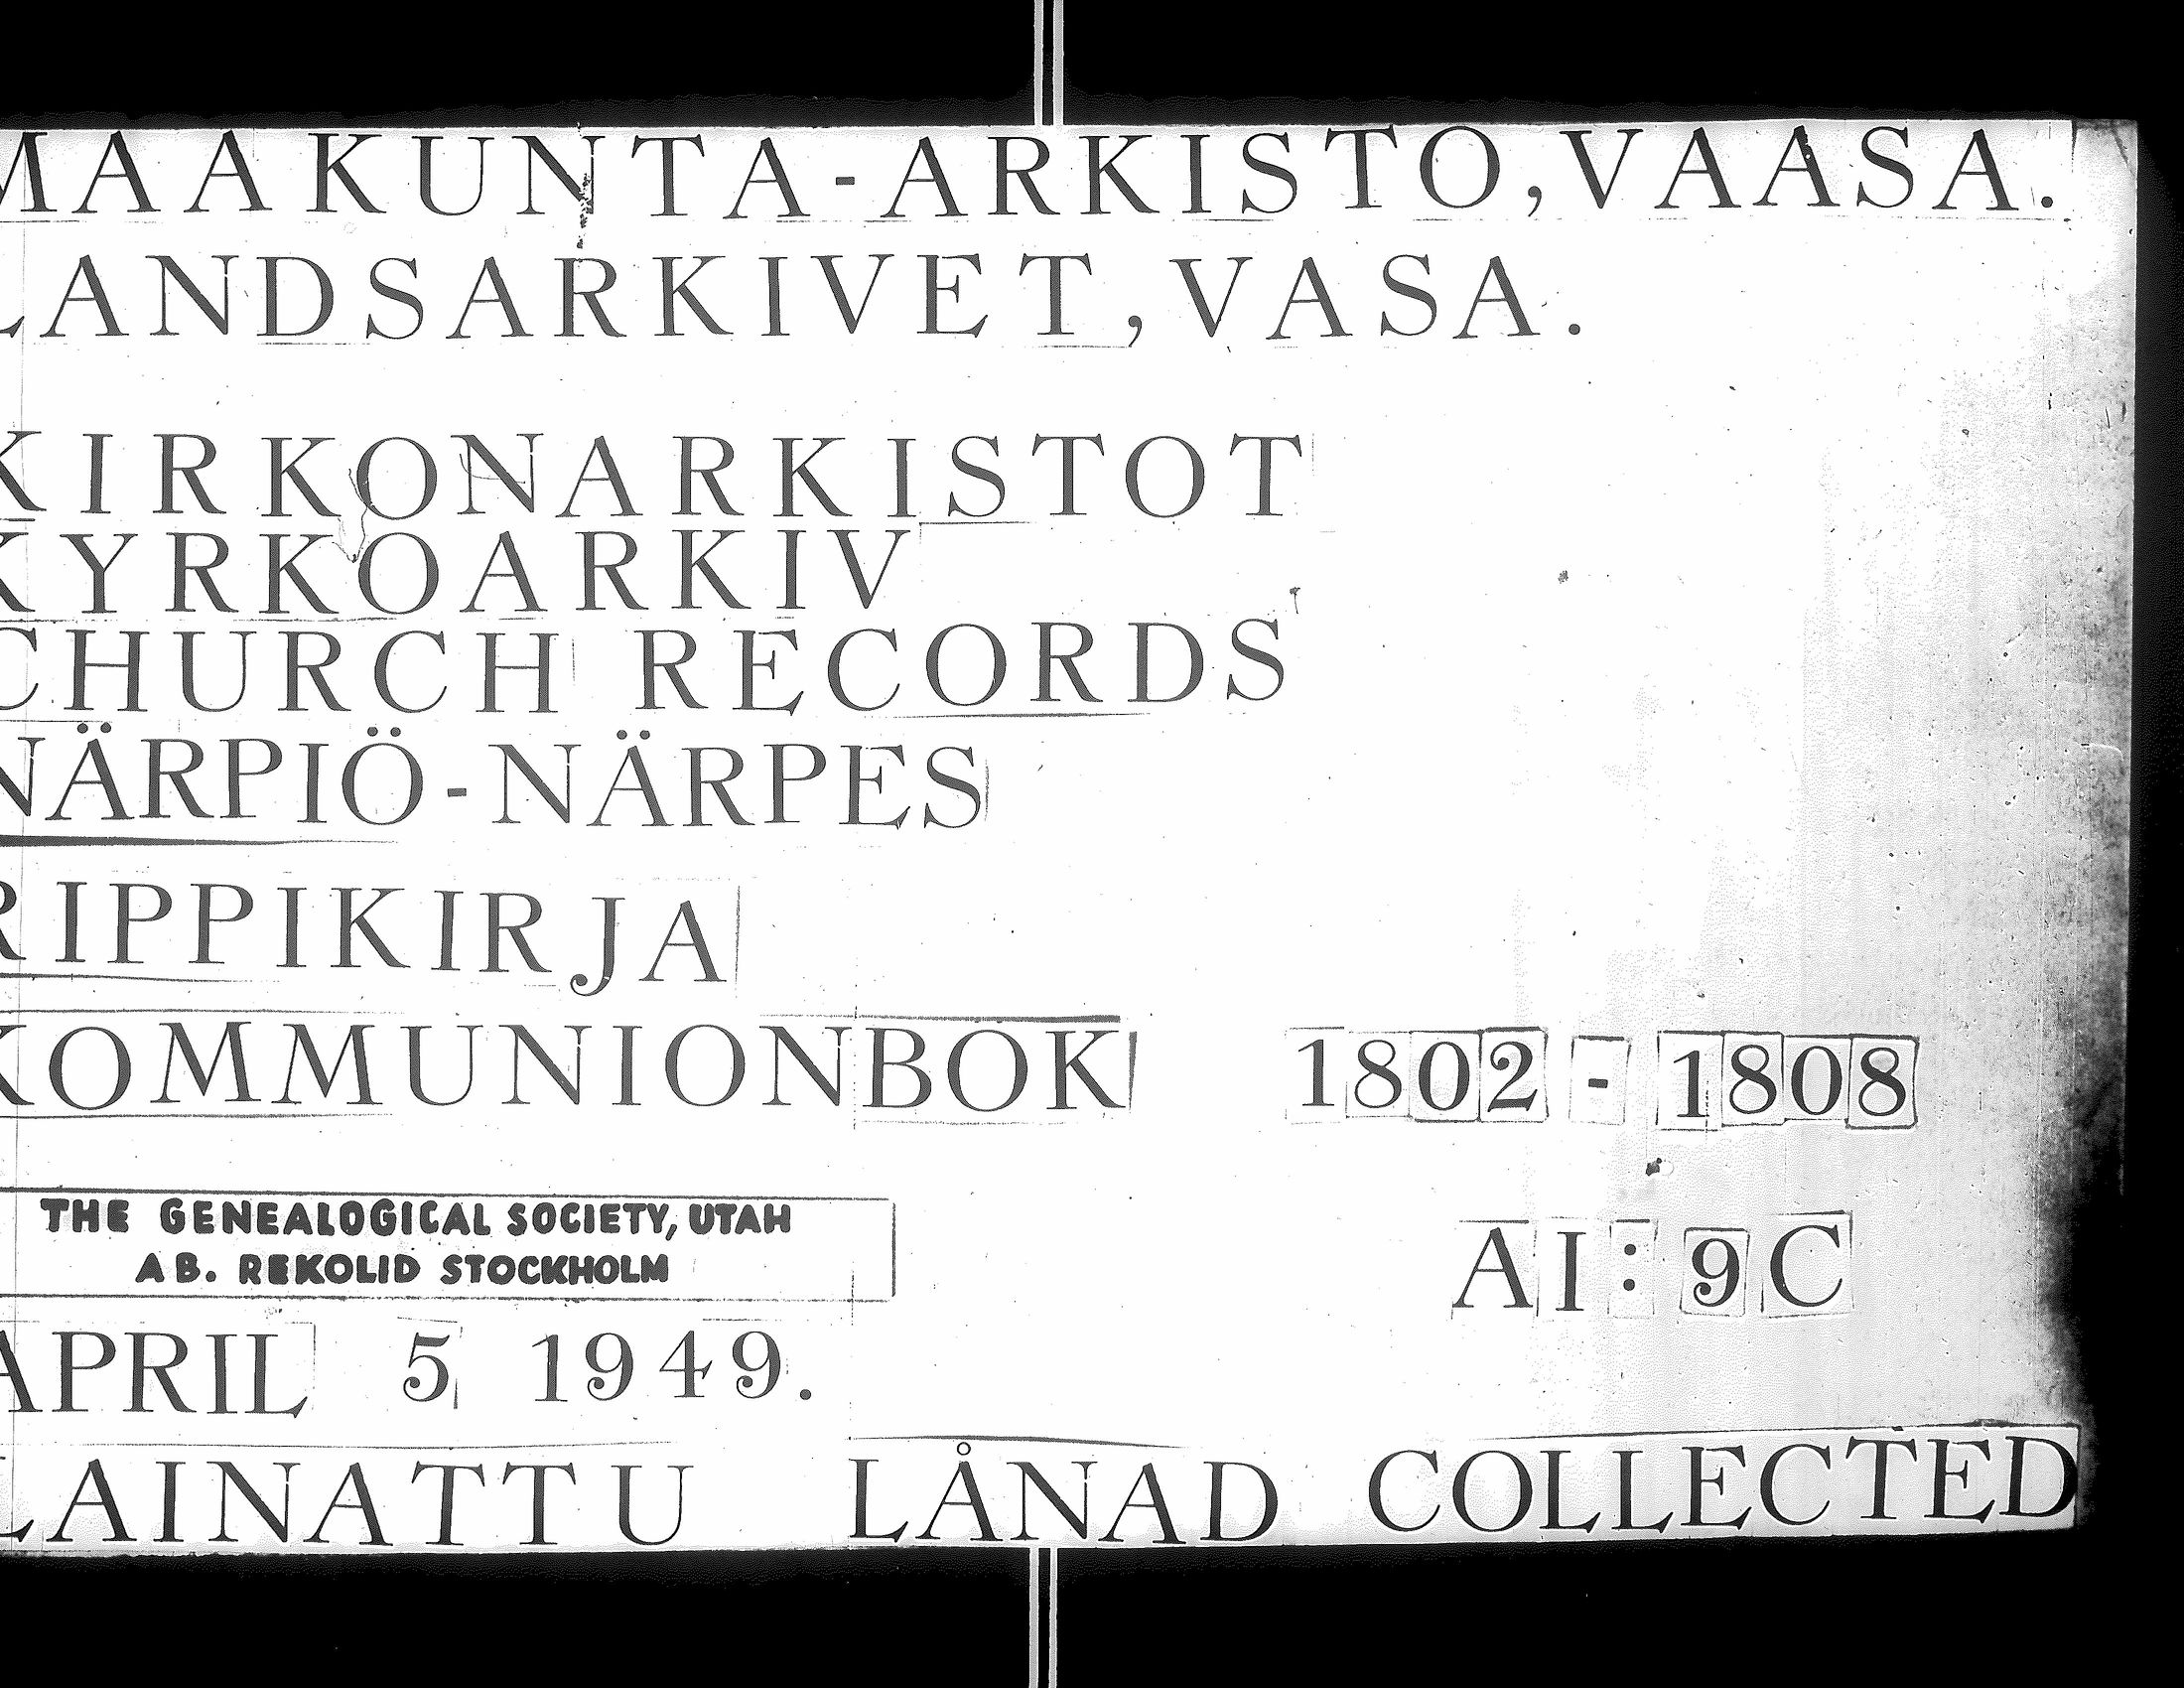 MAAKUNTA-ARKISTO, VAASA.
LANDSARKIVET, VASA.
KIRKONARKISTOT
KYRKOARKIV
CHURCH RECORDS
NÄRPIÖ-NÄRPES
RIPPIKIRJA
KOMMUNIONBOK 1802 - 1808
THE GENEALOGICAL SOCIETY, UTAH
AB. REKOLID STOCKHOLM
AI: 9C
APRIL 5 1949.
LAINATTU LÅNAD COLLECTED